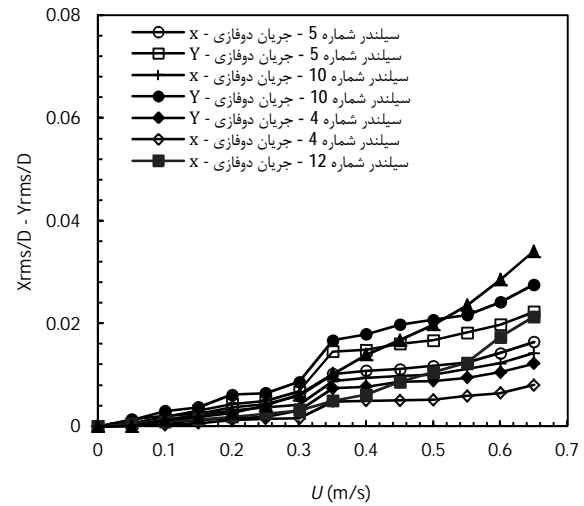 0.08
0.06
0.04
0.02
0
Xrms/D - Yrms/D
سیلندر شماره 5 - جریان دوفازی - x
سیلندر شماره 5 - جریان دوفازی - Y
سیلندر شماره 10 - جریان دوفازی - x
سیلندر شماره 10 - جریان دوفازی - Y
سیلندر شماره 4 - جریان دوفازی - Y
سیلندر شماره 4 - جریان دوفازی - x
سیلندر شماره 12 - جریان دوفازی - x
0 0.1 0.2 0.3 0.4 0.5 0.6 0.7
U (m/s)